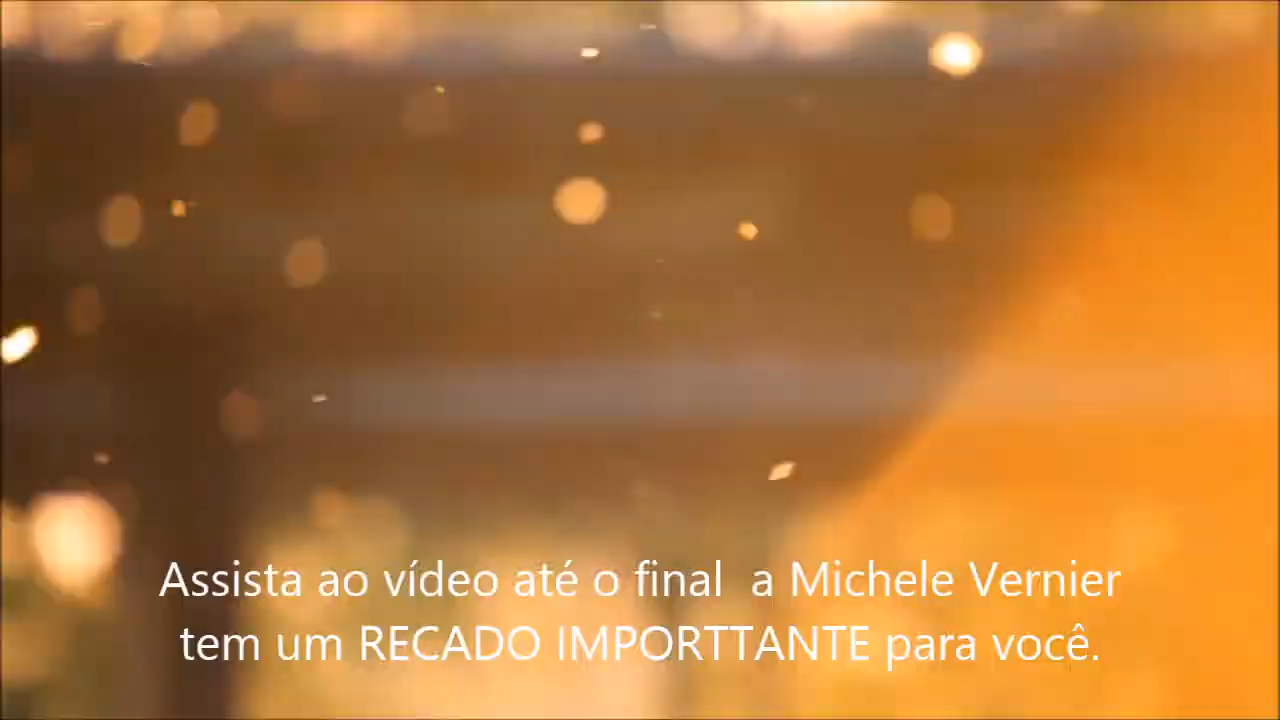 Assista ao vídeo até o final  a Michele Vernier
tem um RECADO IMPORTTANTE para você.